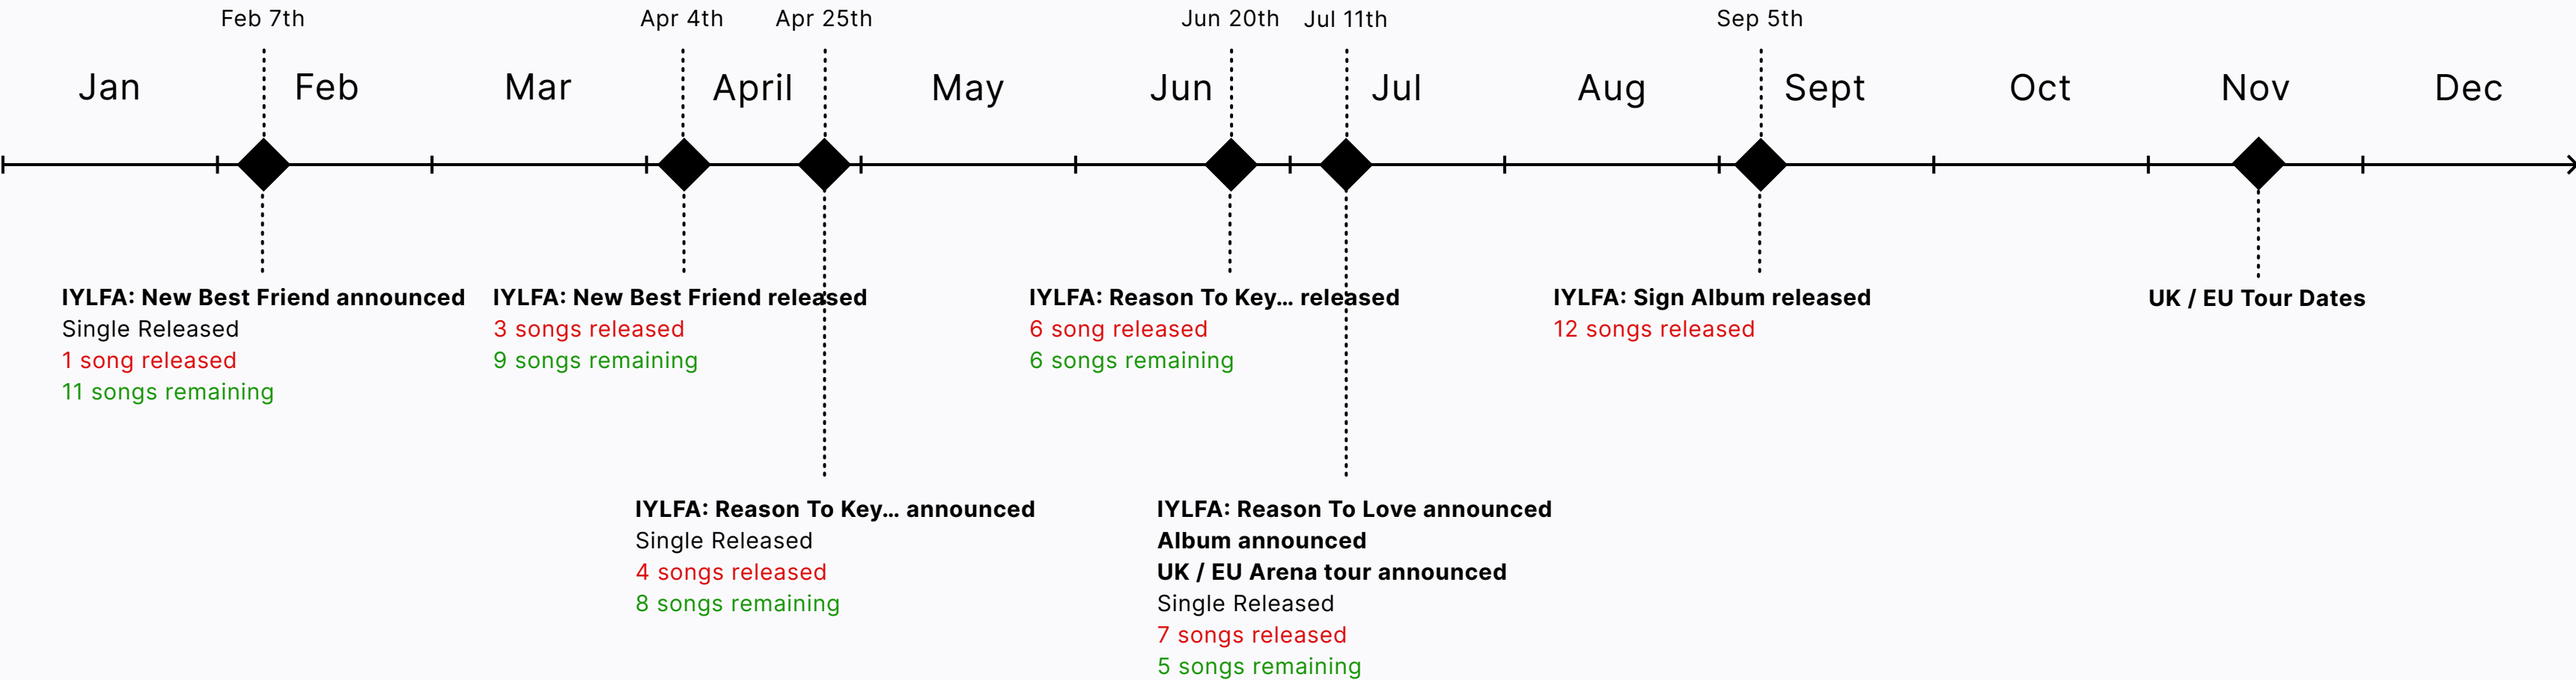 Feb 7th
Apr 4th
Apr 25th
Jun 20th
Jul 11th
Sep 5th
Jan
Feb
Mar
April
May
Jun
Jul
Aug
Sept
Oct
Nov
Dec
IYLFA: New Best Friend announced
Single Released
1 song released
11 songs remaining
IYLFA: New Best Friend released
3 songs released
9 songs remaining
IYLFA: Reason To Key... released
6 song released
6 songs remaining
IYLFA: Sign Album released
12 songs released
UK / EU Tour Dates
IYLFA: Reason To Key... announced
Single Released
4 songs released
8 songs remaining
IYLFA: Reason To Love announced
Album announced
UK / EU Arena tour announced
Single Released
7 songs released
5 songs remaining